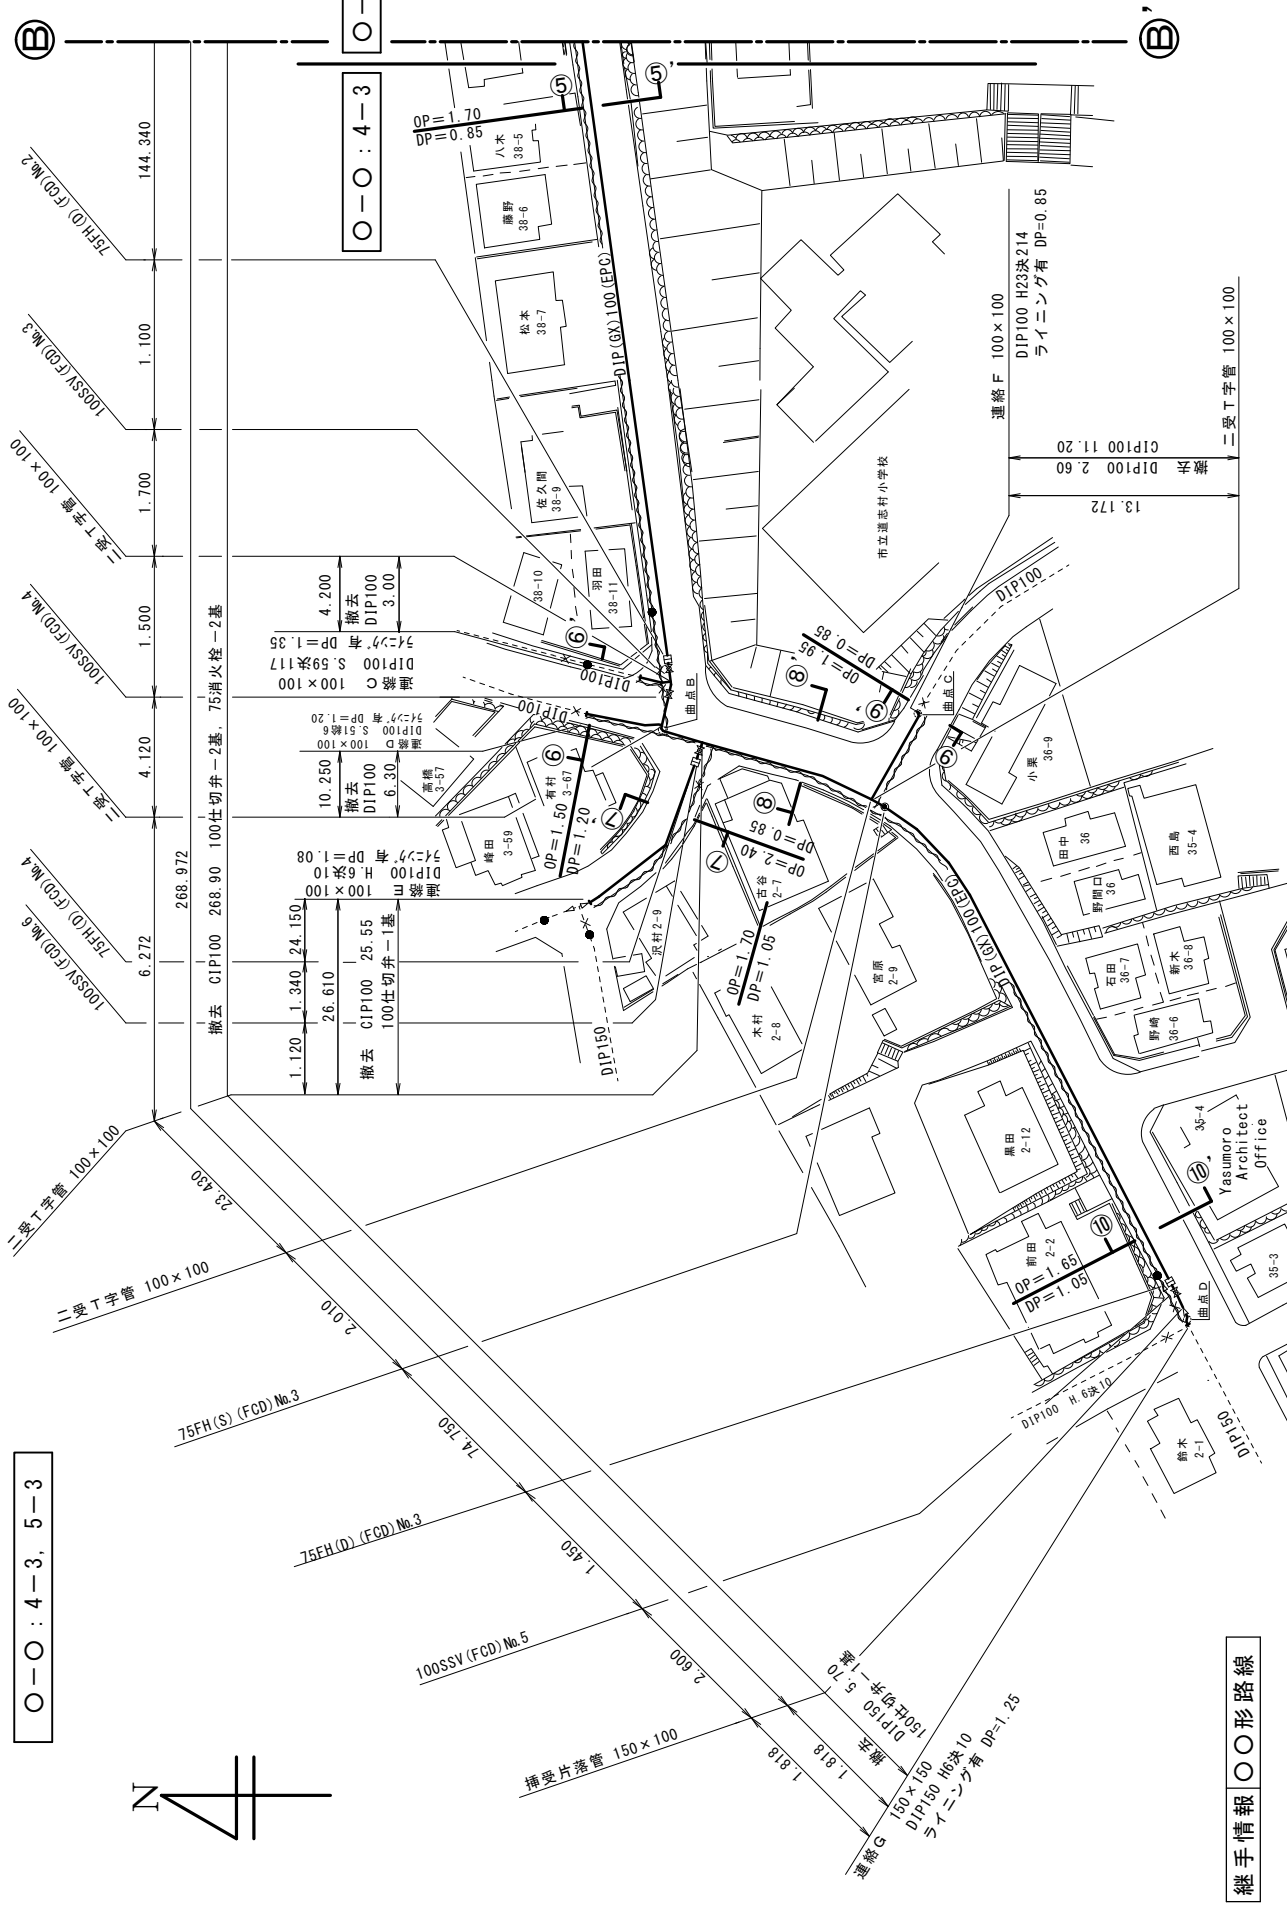 Ⓑ
Ⓑ'
○-
○-○:4-3
○-○:4-3, 5-3
N
継手情報 ○○形路線
75FH(D)(FCD)No.2
100SSV(FCD)No.3
二受T字管 100×100
100SSV(FCD)No.4
二受T字管 100×100
75FH(D)(FCD)No.4
100SSV(FCD)No.6
二受T字管 100×100
二受T字管 100×100
75FH(S)(FCD)No.3
75FH(D)(FCD)No.3
100SSV(FCD)No.5
挿受片落管 150×100
144.340
1.100
1.700
1.500
4.120
6.272
23.430
2.010
74.750
1.450
2.600
1.818
1.818
268.972
撤去 CIP100 268.90 100仕切弁-2基, 75消火栓-2基
撤去 DIP150 5.70
150仕切弁-1基
連絡G 150×150
DIP150 H6決10
ライニング有 DP=1.25
4.200
撤去
DIP100
3.00
連絡C 100×100
DIP100 S.59決117
ライニング有 DP=1.35
連絡D 100×100
DIP100 S.51給6
ライニング有 DP=1.20
10.250
撤去
DIP100
6.30
連絡E 100×100
DIP100 H.6決10
ライニング有 DP=1.08
24.150
1.340
1.120
26.610
撤去 CIP100 25.55
100仕切弁-1基
連絡F 100×100
DIP100 H23決214
ライニング有 DP=0.85
二受T字管 100×100
撤去 DIP100 2.60
CIP100 11.20
13.172
OP=1.70
DP=0.85
⑤
⑤'
八木
38-5
藤野
38-6
松本
38-7
佐久間
38-9
38-10
羽田
38-11
DIP(GX)100(EPC)
DIP100
DIP100
⑥'
⑥
OP=1.50
DP=1.20
高橋
3-57
有村
3-67
峰田
3-59
⑦'
⑦
OP=2.40
DP=0.85
⑧
⑧'
OP=1.95
DP=0.85
⑨'
⑨
曲点B
曲点C
市立道志村小学校
DIP100
小栗
36-9
田中
36
野間口
36
西島
35-4
石田
36-7
新木
36-8
野崎
36-6
古谷
2-7
OP=1.70
DP=1.05
沢村2-9
木村
2-8
宮原
2-9
DIP150
DIP(GX)100(EPC)
黒田
2-12
前田
2-2
OP=1.65
DP=1.05
⑩
⑩'
35-4
Yasumoro
Architect
Office
35-3
曲点D
DIP100 H.6決10
鈴木
2-1
DIP150